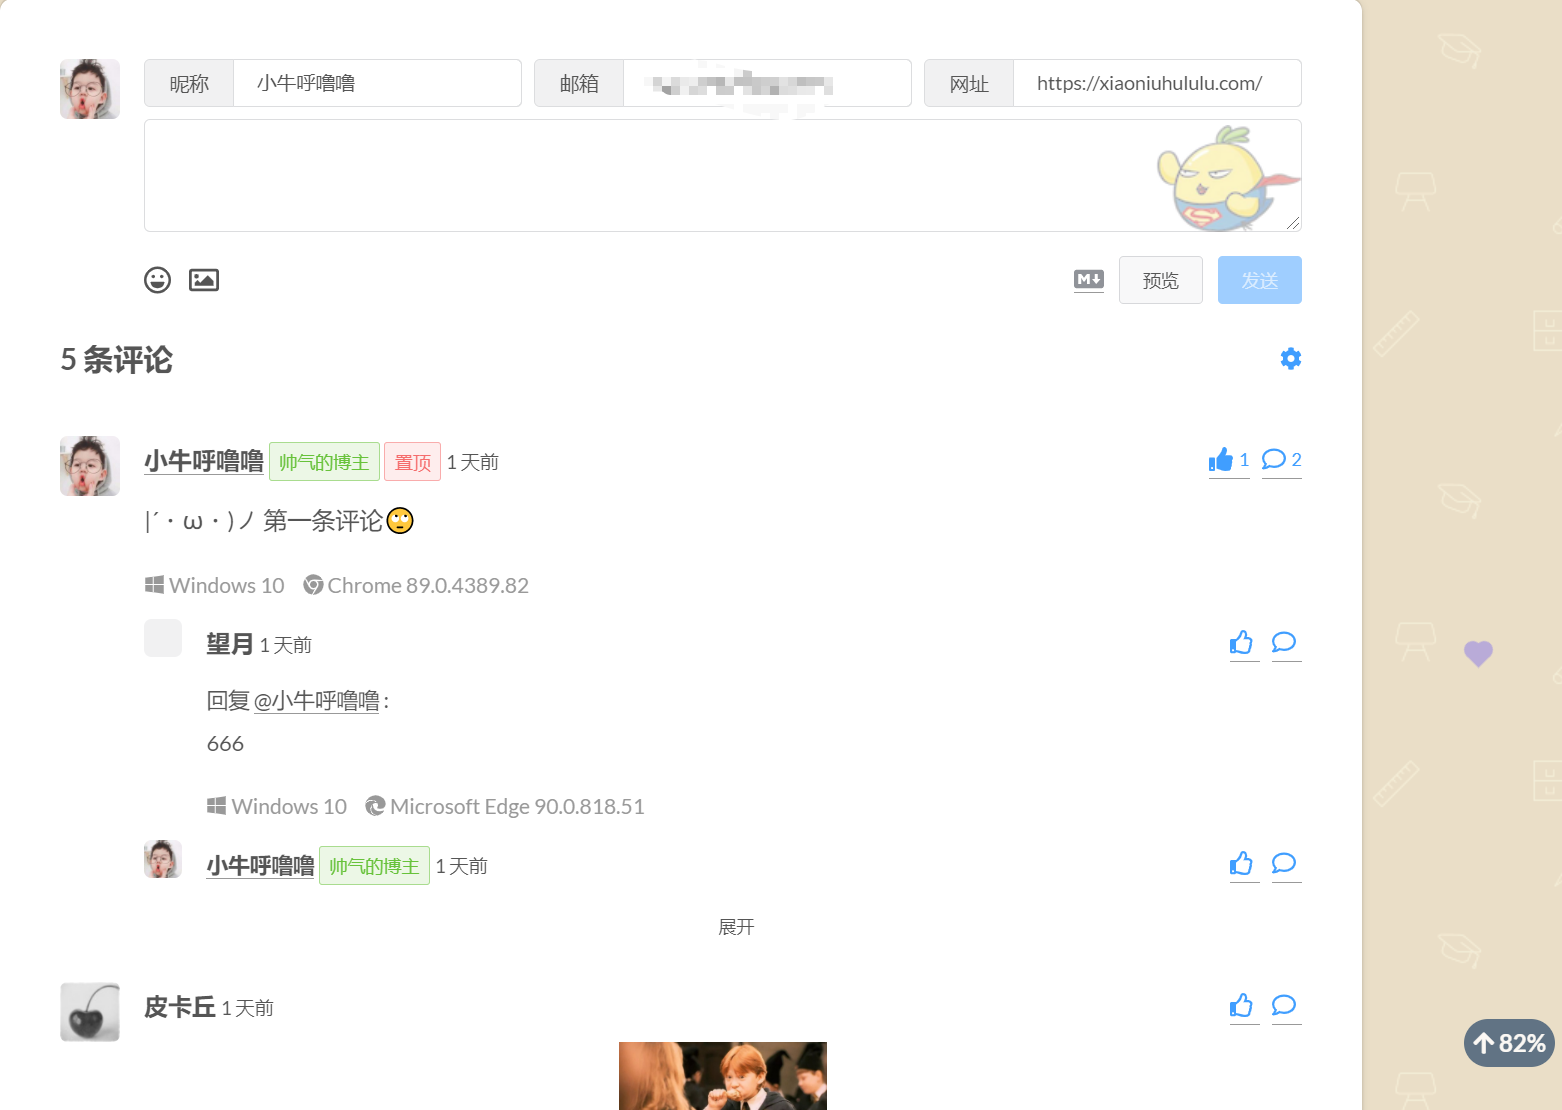 昵称 小牛呼噜噜 邮箱 网址 https://xiaoniuhululu.com/
M 预览 发送
5 条评论
小牛呼噜噜 帅气的博主 置顶 1 天前 1 2
|´・ω・)ノ 第一条评论🙄
Windows 10 Chrome 89.0.4389.82
望月 1 天前
回复 @小牛呼噜噜 :
666
Windows 10 Microsoft Edge 90.0.818.51
小牛呼噜噜 帅气的博主 1 天前
展开
皮卡丘 1 天前
82%